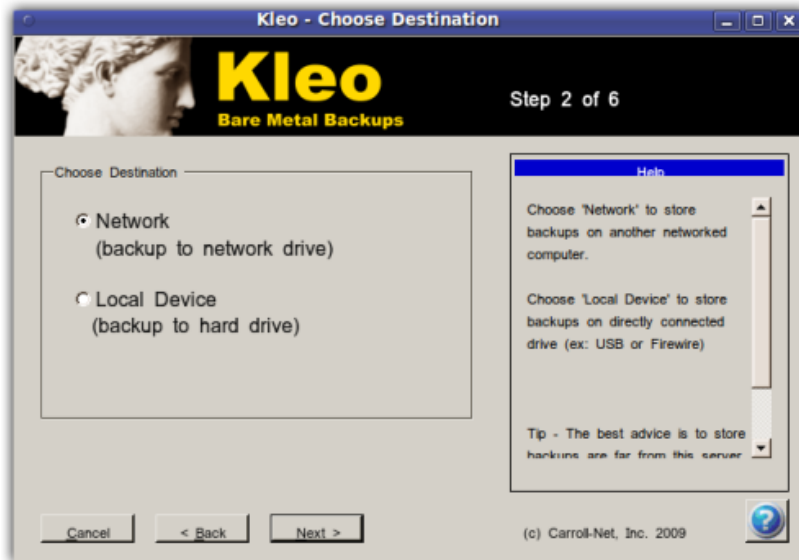 Kleo - Choose Destination
Kleo
Bare Metal Backups
Step 2 of 6
Choose Destination
Network
(backup to network drive)
Local Device
(backup to hard drive)
Help
Choose 'Network' to store
backups on another networked
computer.
Choose 'Local Device' to store
backups on directly connected
drive (ex: USB or Firewire)
Tip - The best advice is to store
backups are far from this server
Cancel
< Back
Next >
(c) Carroll-Net, Inc. 2009
?